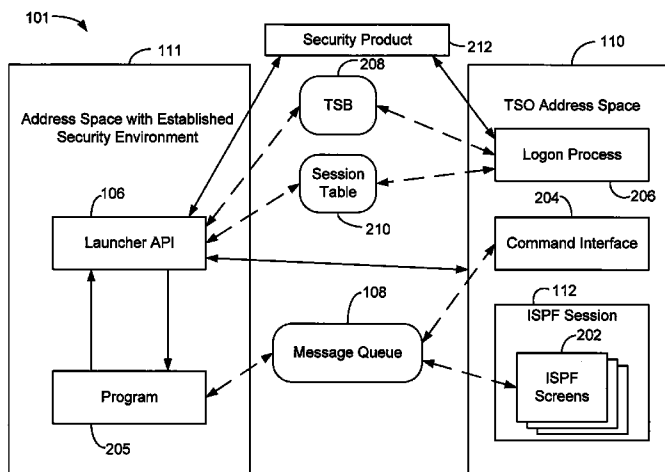 101
111
Security Product
212
110
208
TSB
Address Space with Established
Security Environment
TSO Address Space
Logon Process
206
Session
Table
210
106
Launcher API
204
Command Interface
108
Message Queue
112
ISPF Session
202
ISPF
Screens
Program
205